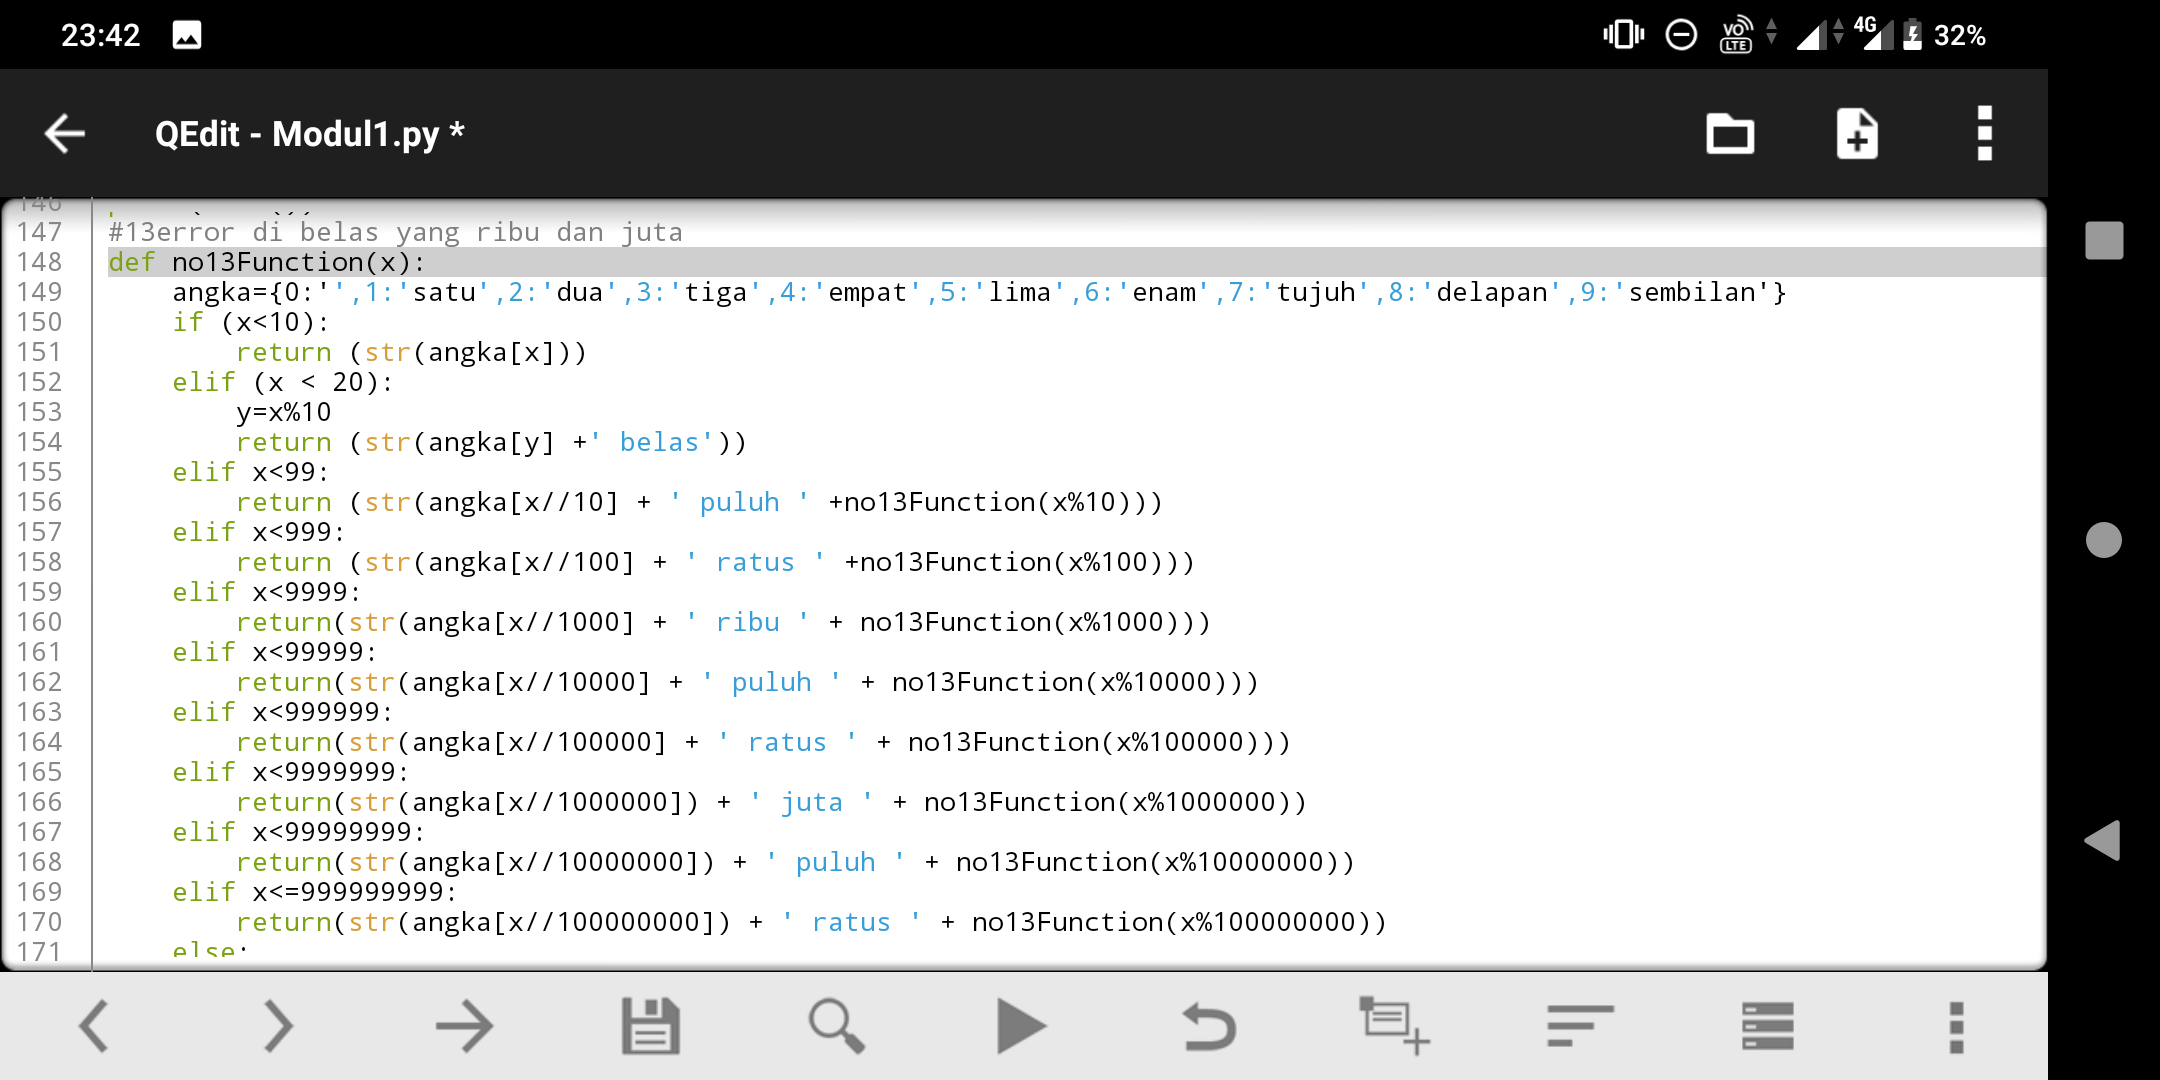 23:42
VO LTE 4G 32%
QEdit - Modul1.py *
146
147 #13error di belas yang ribu dan juta
148 def no13Function(x):
149     angka={0:'',1:'satu',2:'dua',3:'tiga',4:'empat',5:'lima',6:'enam',7:'tujuh',8:'delapan',9:'sembilan'}
150     if (x<10):
151         return (str(angka[x]))
152     elif (x < 20):
153         y=x%10
154         return (str(angka[y] +' belas'))
155     elif x<99:
156         return (str(angka[x//10] + ' puluh ' +no13Function(x%10)))
157     elif x<999:
158         return (str(angka[x//100] + ' ratus ' +no13Function(x%100)))
159     elif x<9999:
160         return(str(angka[x//1000] + ' ribu ' + no13Function(x%1000)))
161     elif x<99999:
162         return(str(angka[x//10000] + ' puluh ' + no13Function(x%10000)))
163     elif x<999999:
164         return(str(angka[x//100000] + ' ratus ' + no13Function(x%100000)))
165     elif x<9999999:
166         return(str(angka[x//1000000]) + ' juta ' + no13Function(x%1000000))
167     elif x<99999999:
168         return(str(angka[x//10000000]) + ' puluh ' + no13Function(x%10000000))
169     elif x<=999999999:
170         return(str(angka[x//100000000]) + ' ratus ' + no13Function(x%100000000))
171     else: